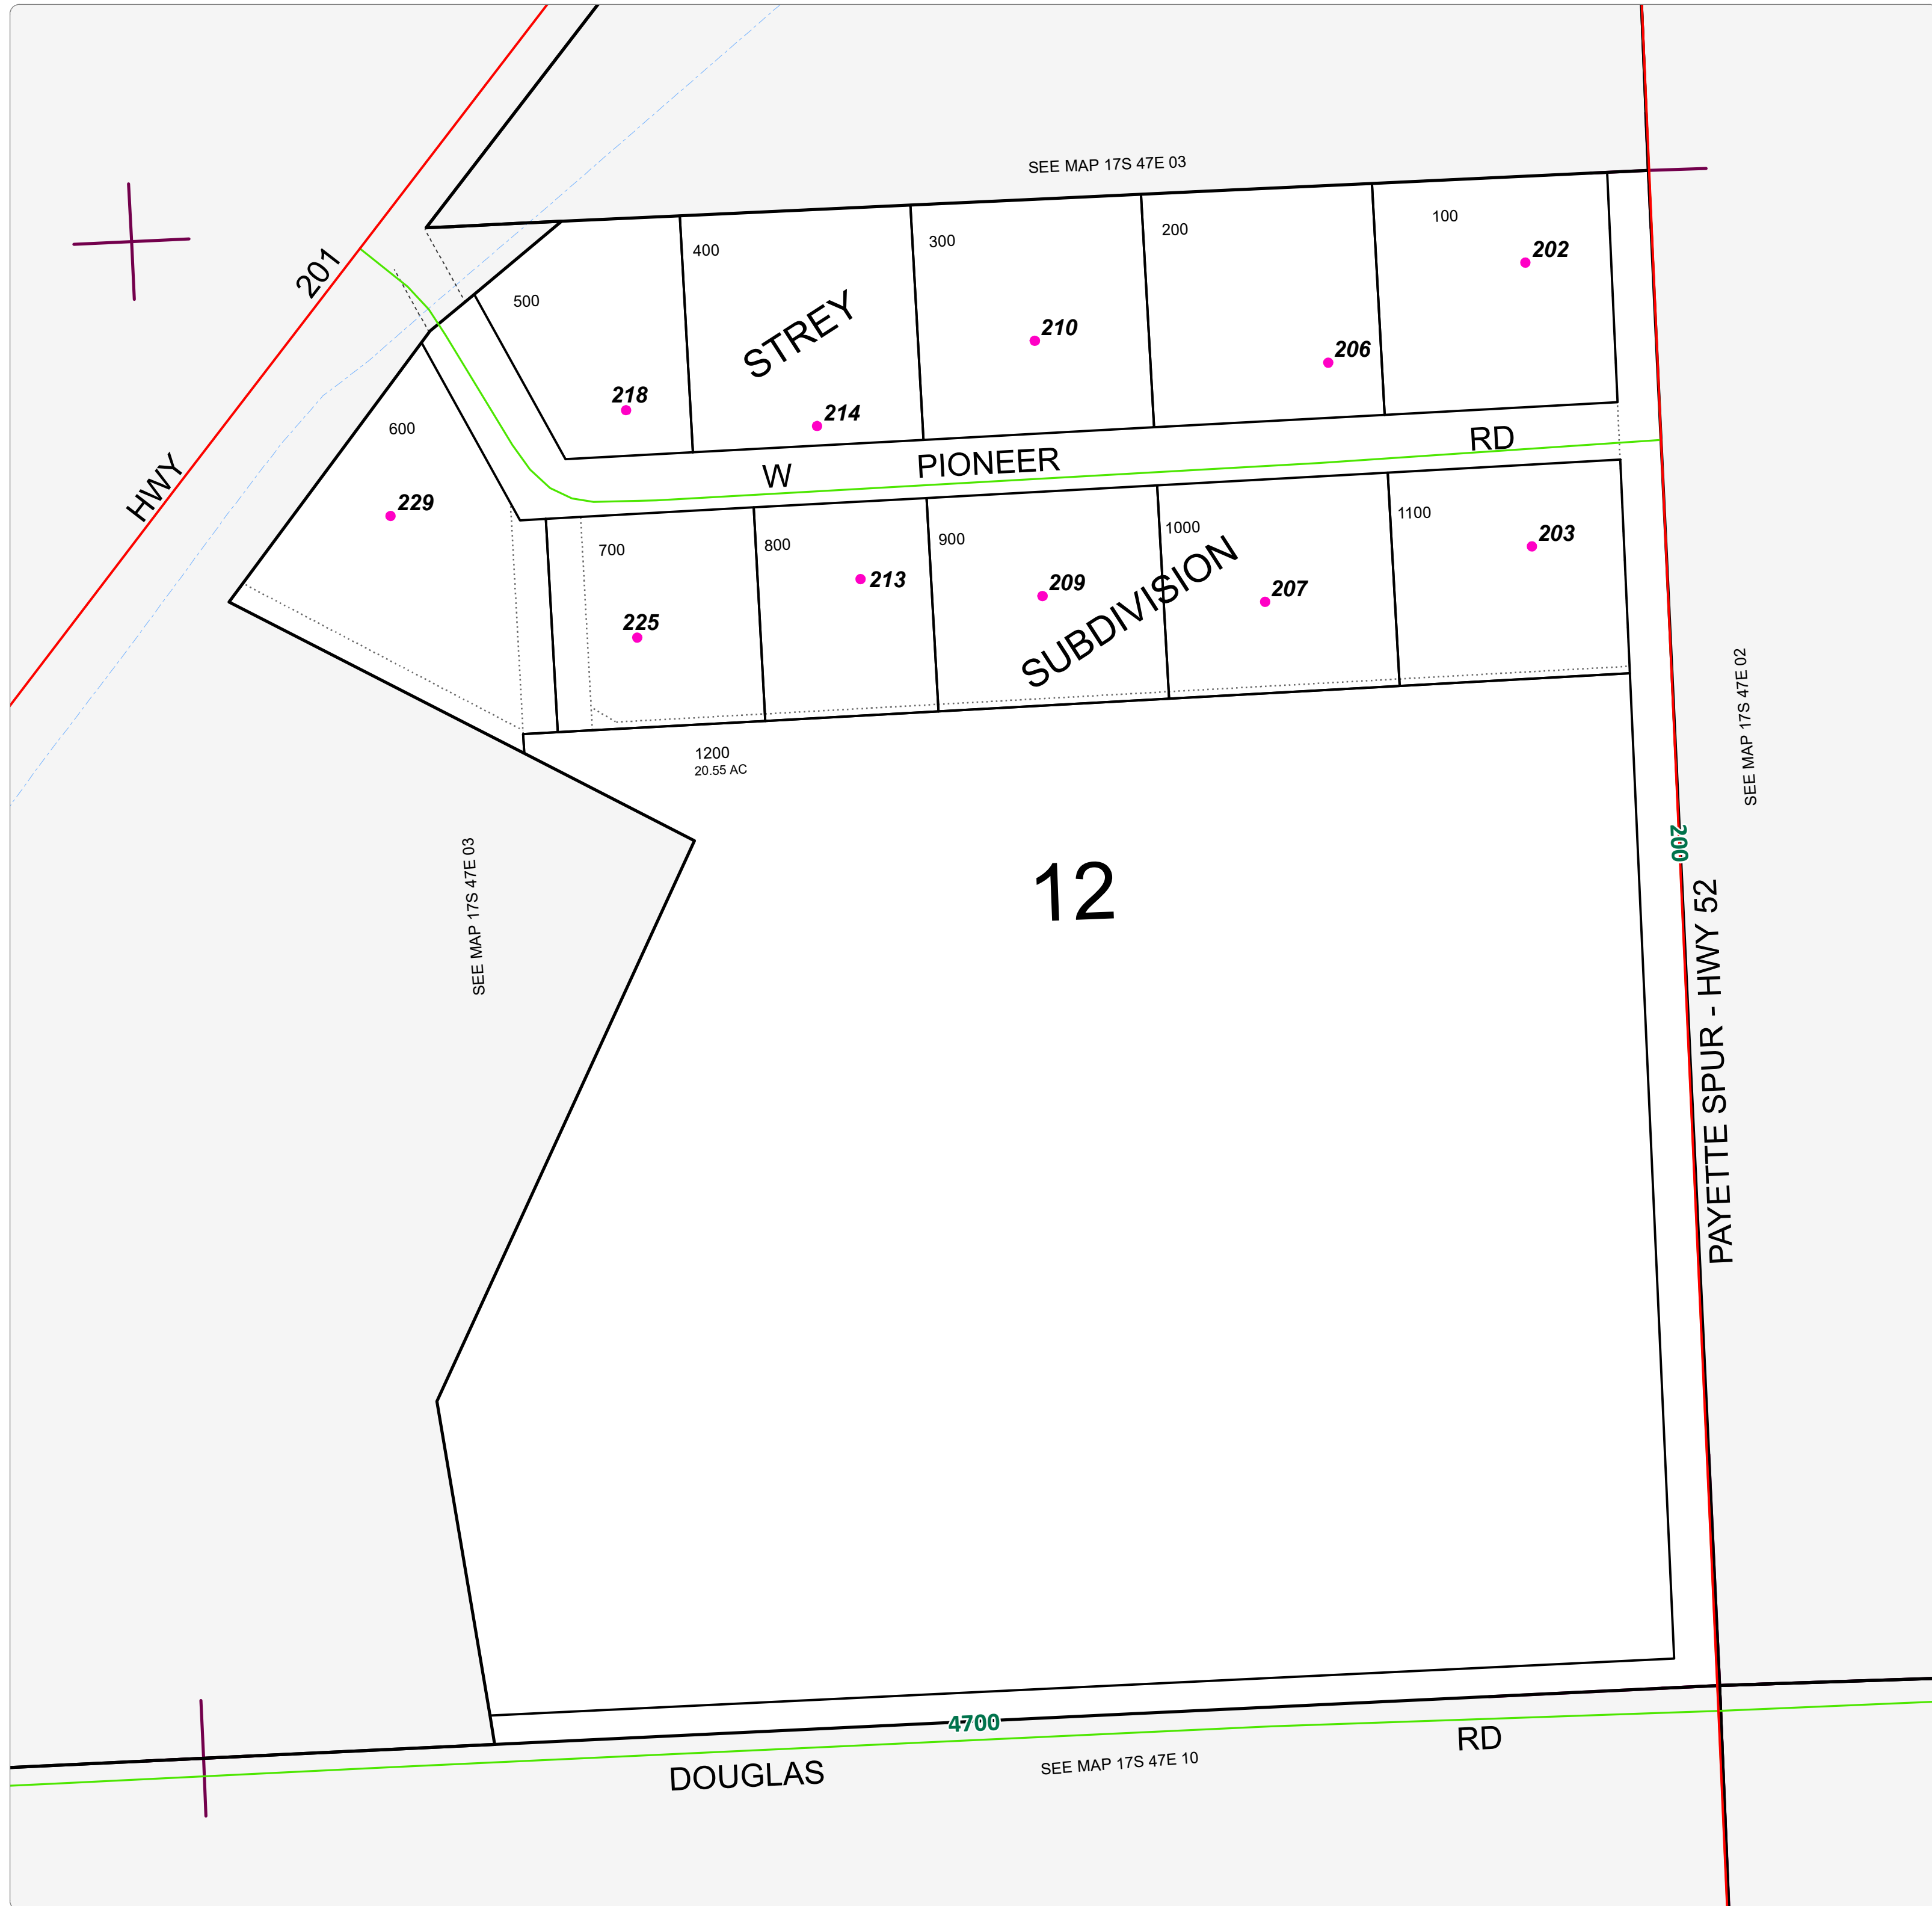 SEE MAP 17S 47E 03
201
HWY
100
202
200
206
300
210
400
214
500
218
STREY
600
229
W PIONEER RD
700
225
800
213
900
209
1000
207
1100
203
SUBDIVISION
1200
20.55 AC
12
SEE MAP 17S 47E 03
SEE MAP 17S 47E 02
200
PAYETTE SPUR - HWY 52
4700
DOUGLAS RD
SEE MAP 17S 47E 10